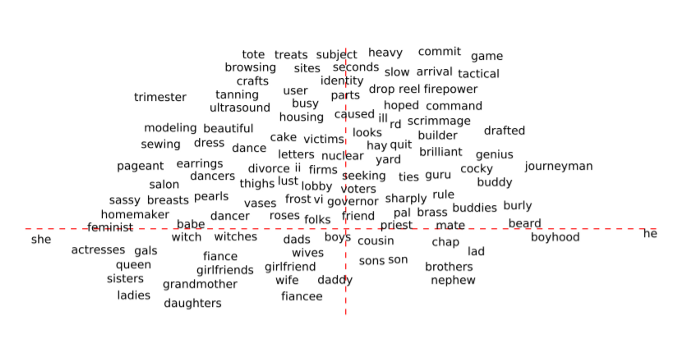 tote treats subject heavy commit game
browsing sites seconds slow arrival tactical
crafts identity
trimester tanning user parts drop reel firepower
ultrasound busy hoped command
housing caused ill rd scrimmage
modeling beautiful looks builder drafted
sewing dress dance cake victims hay quit
letters nuclear yard brilliant genius
pageant earrings divorce ii firms seeking cocky journeyman
salon dancers thighs lust lobby voters ties guru buddy
sassy breasts pearls vases frost vi governor sharply rule
homemaker dancer roses folks friend pal brass buddies burly
feminist babe priest mate beard
she witch witches dads boys cousin chap boyhood he
actresses gals fiance wives lad
queen girlfriends girlfriend sons son brothers
sisters grandmother wife daddy nephew
ladies daughters fiancee